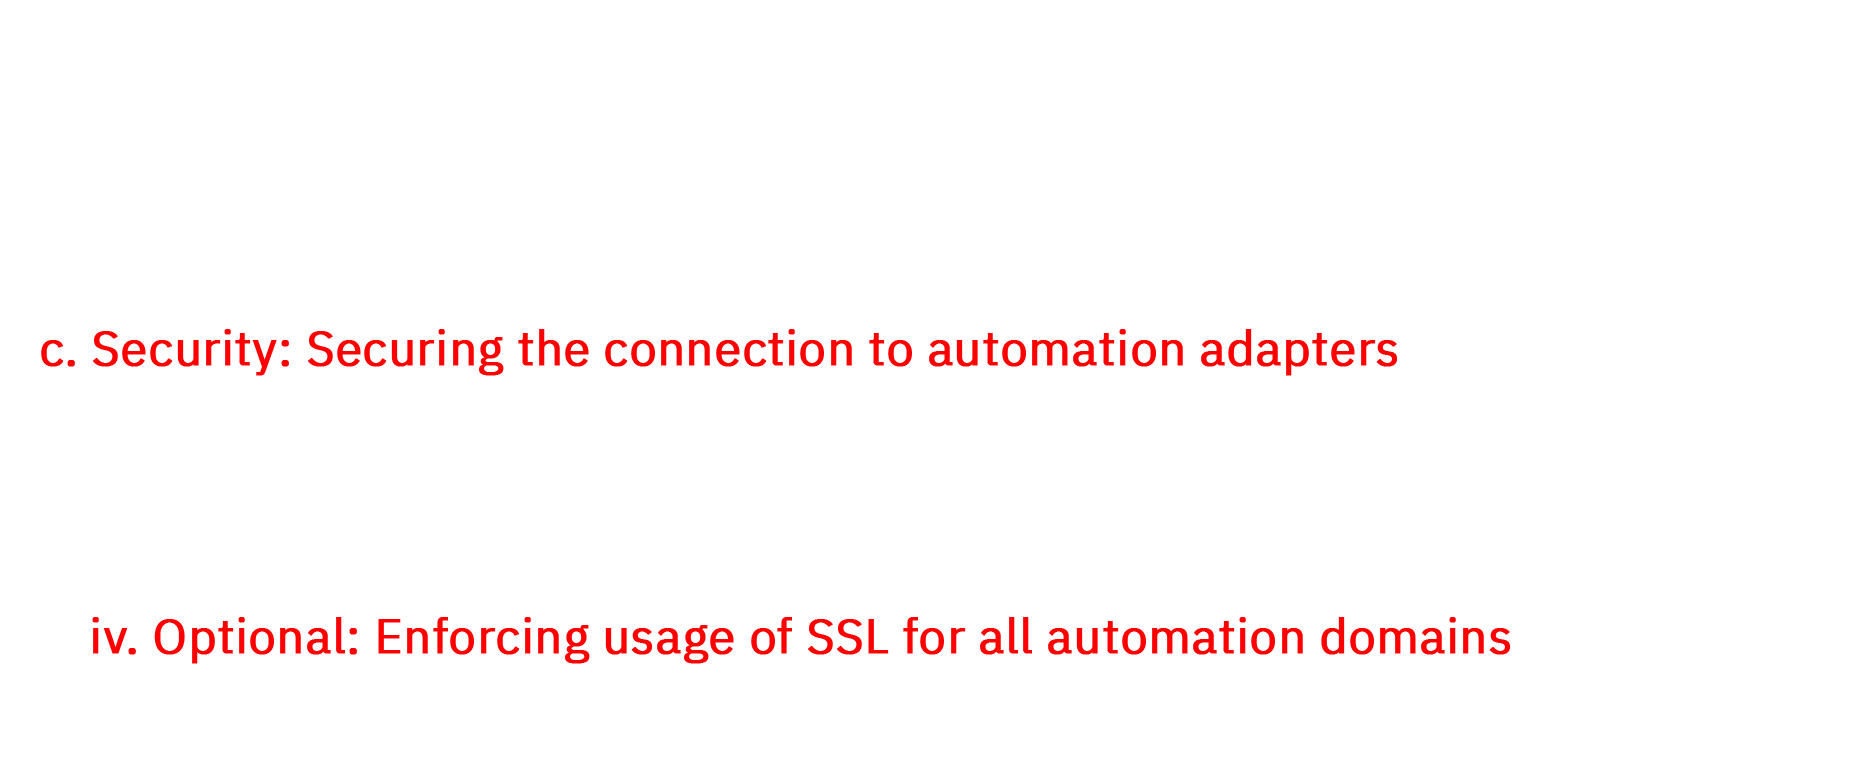 c. Security: Securing the connection to automation adapters
iv. Optional: Enforcing usage of SSL for all automation domains